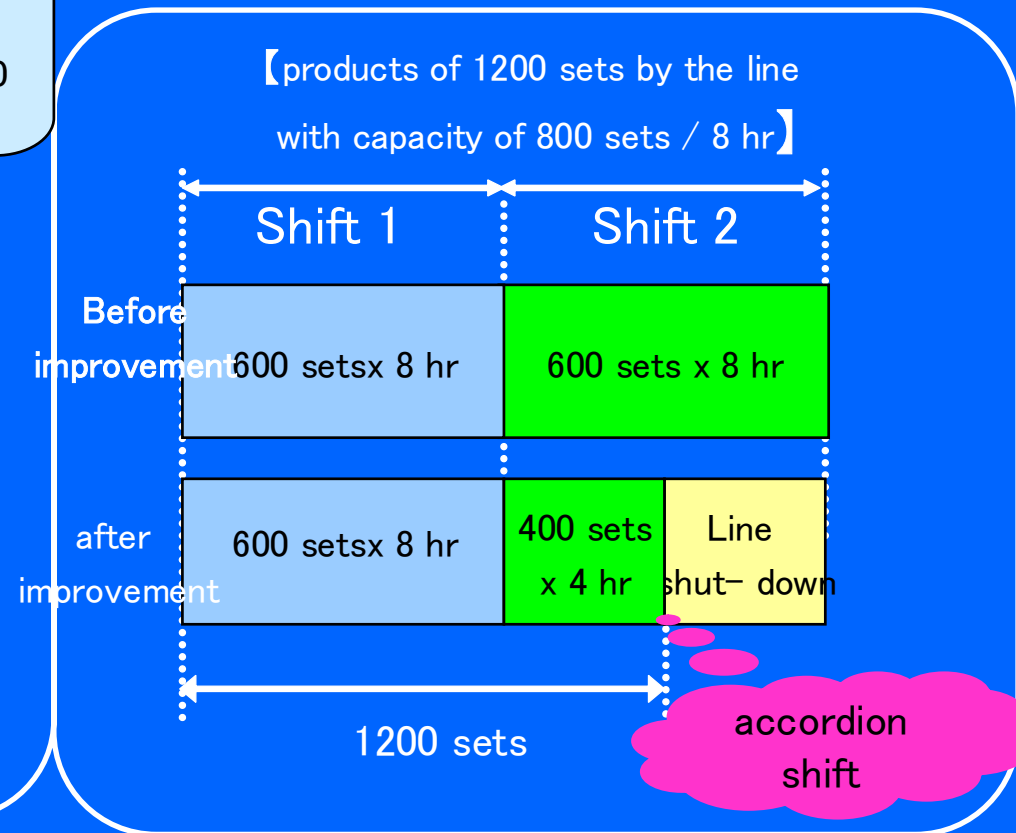 0
【products of 1200 sets by the line
with capacity of 800 sets / 8 hr】
Shift 1
Shift 2
Before
improvement
600 setsx 8 hr
600 sets x 8 hr
after
improvement
600 setsx 8 hr
400 sets
x 4 hr
Line
shut- down
1200 sets
accordion
shift